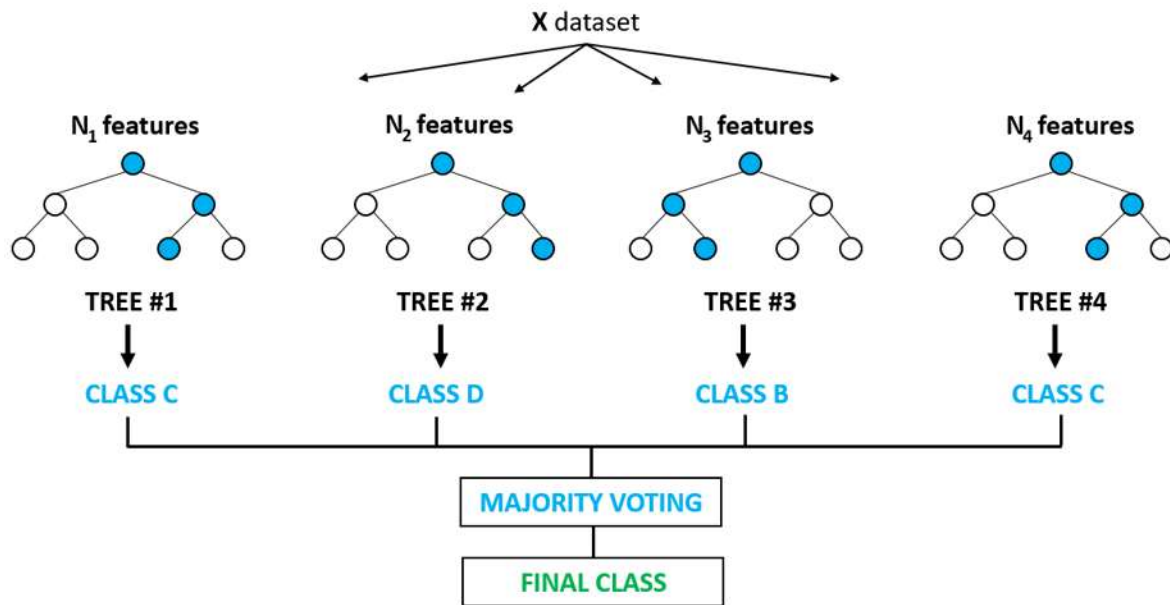 X dataset
N1 features N2 features N3 features N4 features
TREE #1 TREE #2 TREE #3 TREE #4
CLASS C CLASS D CLASS B CLASS C
MAJORITY VOTING
FINAL CLASS